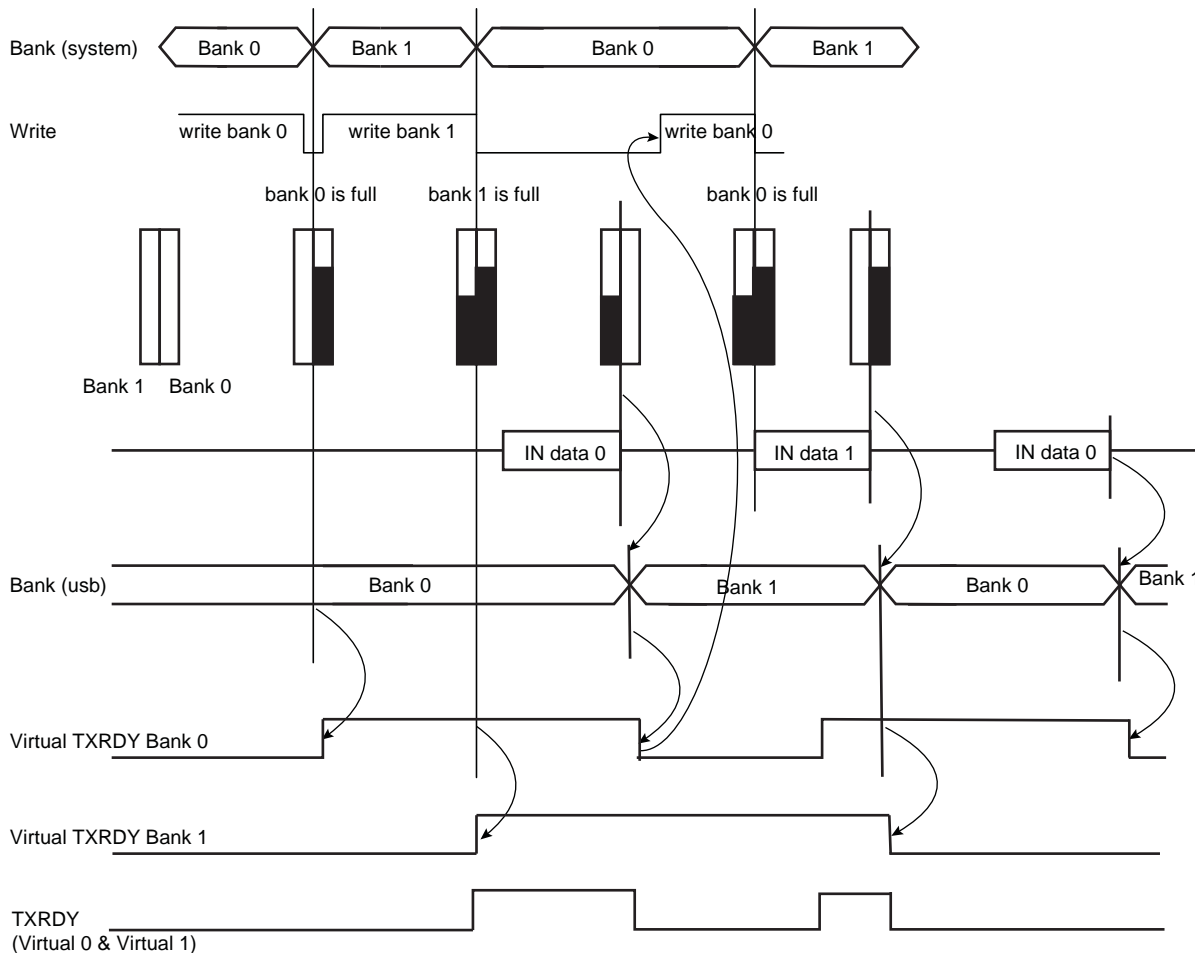 Bank (system)
Bank 0
Bank 1
Bank 0
Bank 1
Write
write bank 0
write bank 1
write bank 0
bank 0 is full
bank 1 is full
bank 0 is full
Bank 1
Bank 0
IN data 0
IN data 1
IN data 0
Bank (usb)
Bank 0
Bank 1
Bank 0
Bank 1
Virtual TXRDY Bank 0
Virtual TXRDY Bank 1
TXRDY
(Virtual 0 & Virtual 1)